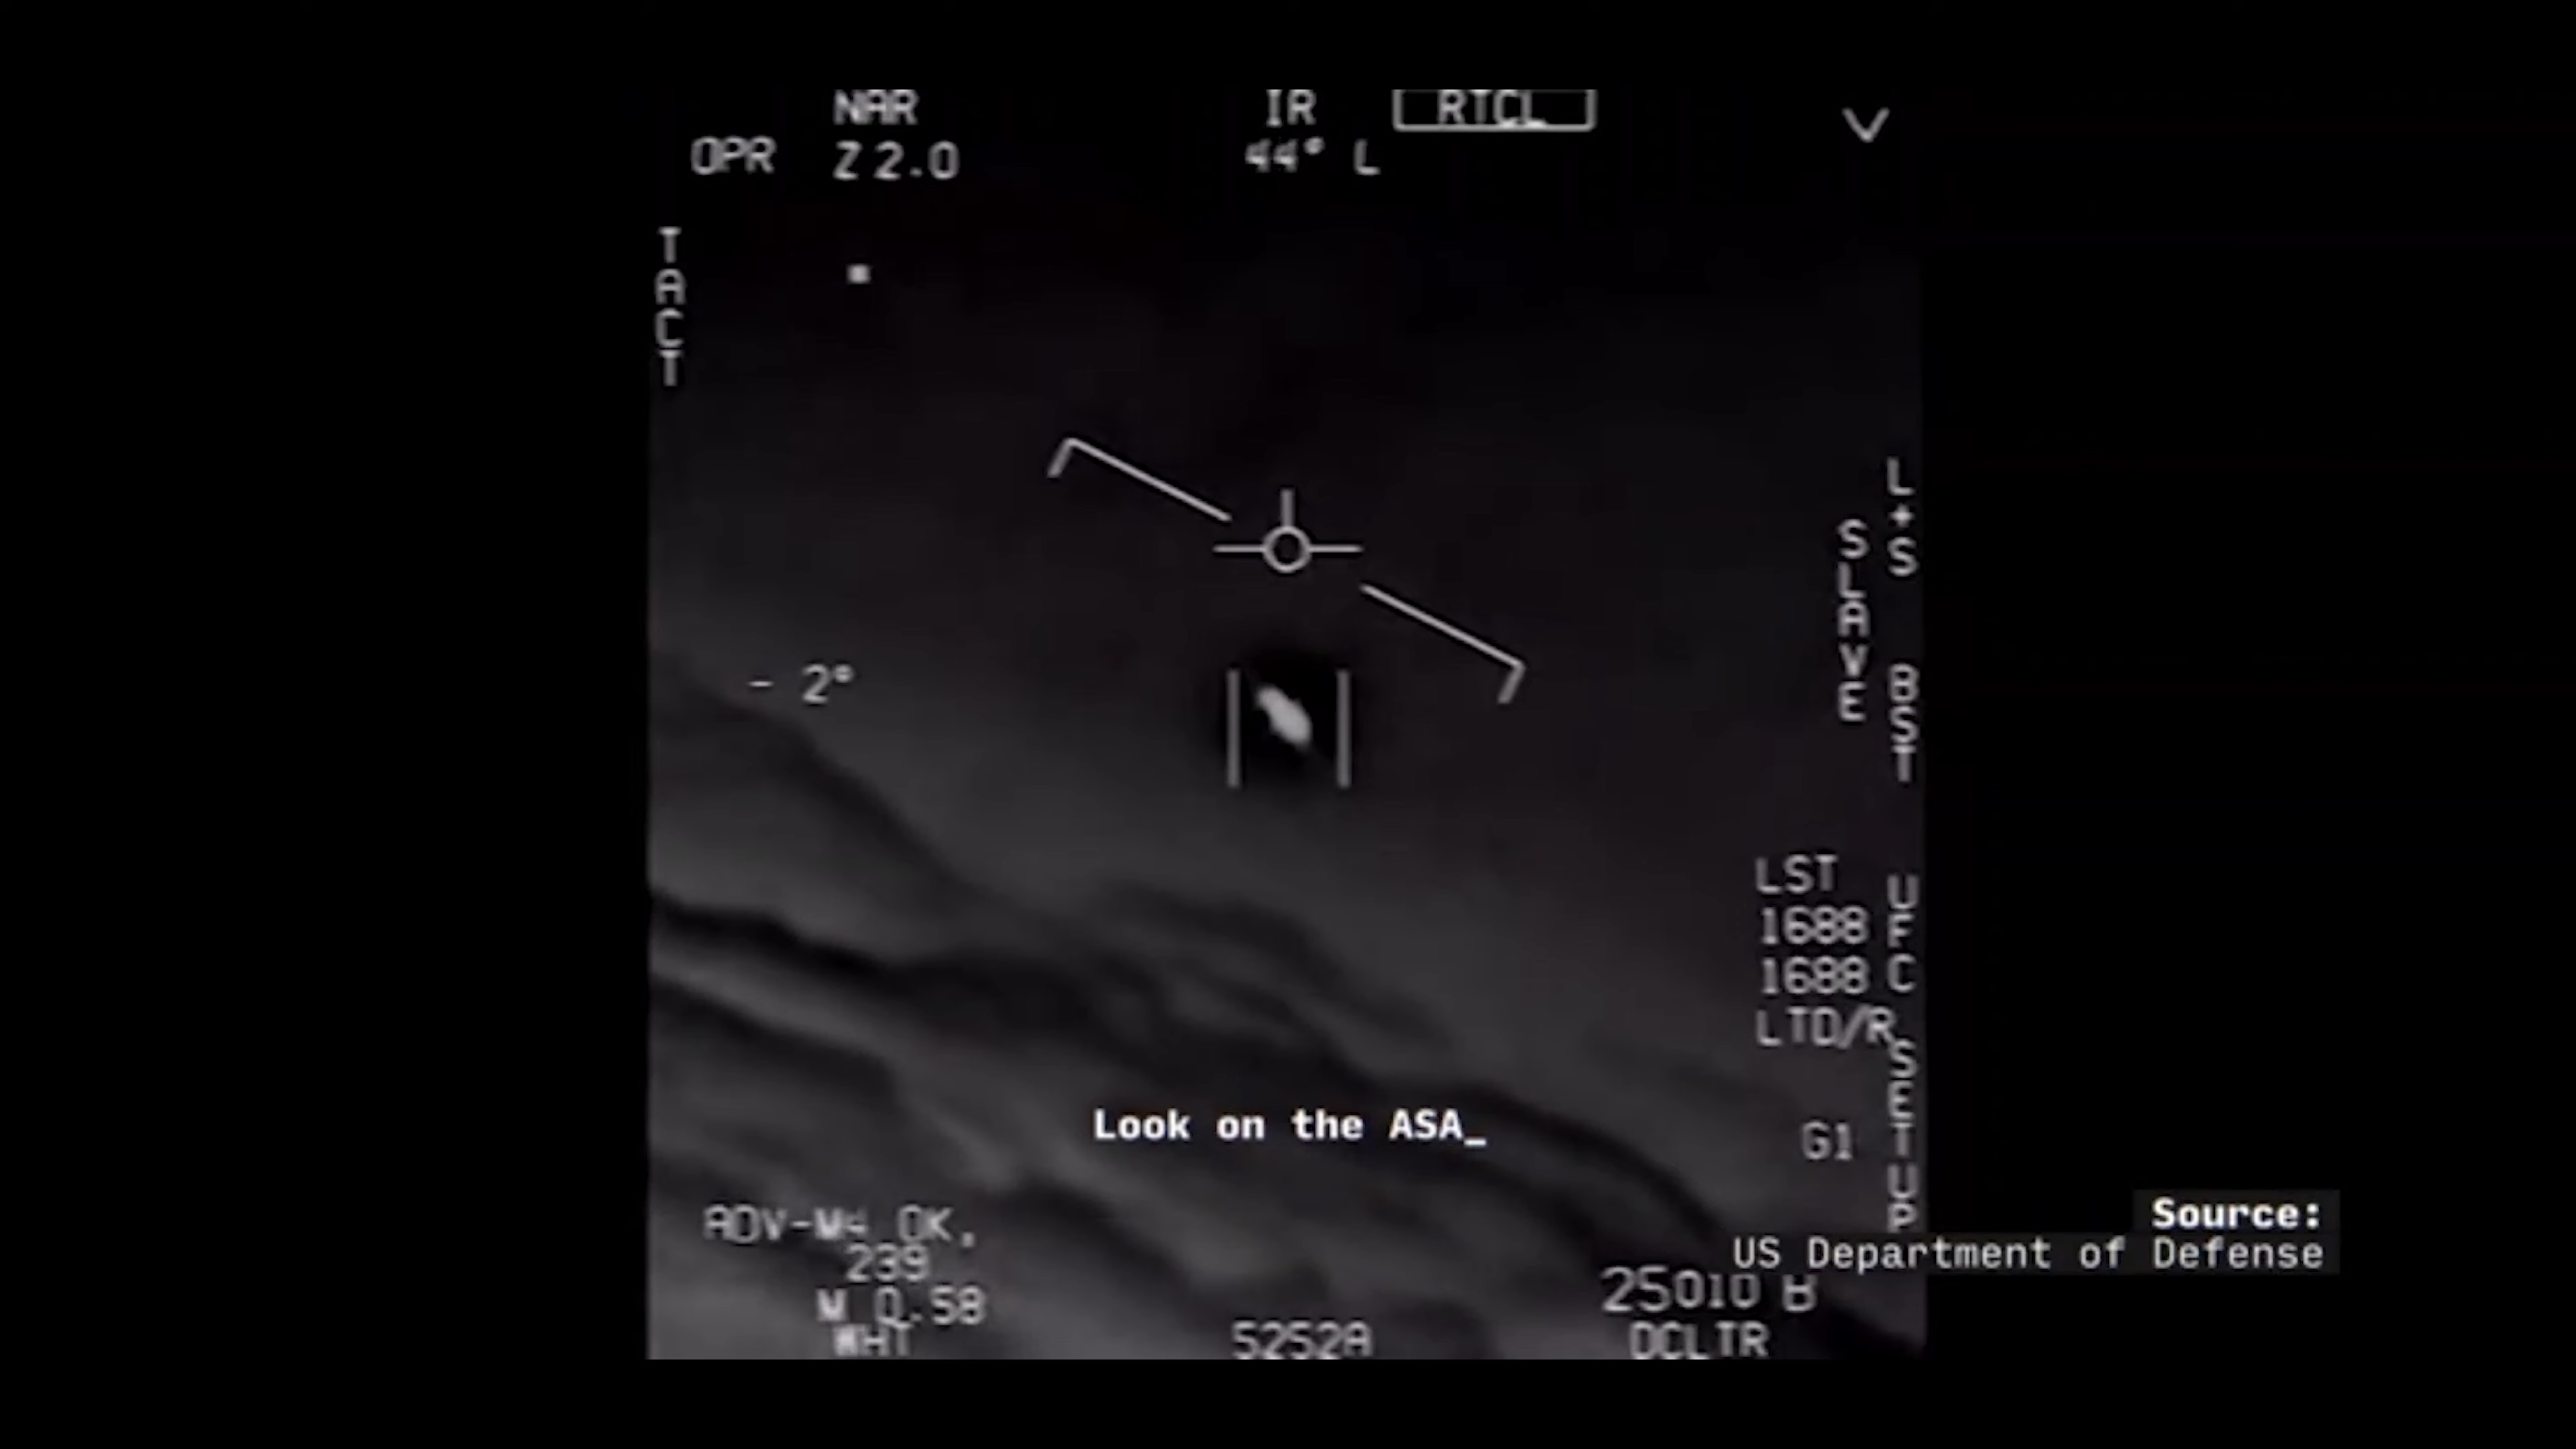 NAR IR RTCL
OPR Z 2.0 44° L
TACT
L+S BST
SLAVE
- 2°
LST
1688
1688
LTD/R
UFC SETUP
Look on the ASA_
G1
Source:
US Department of Defense
239
M 0.58 25010 B
WHT 5252A DCLTR